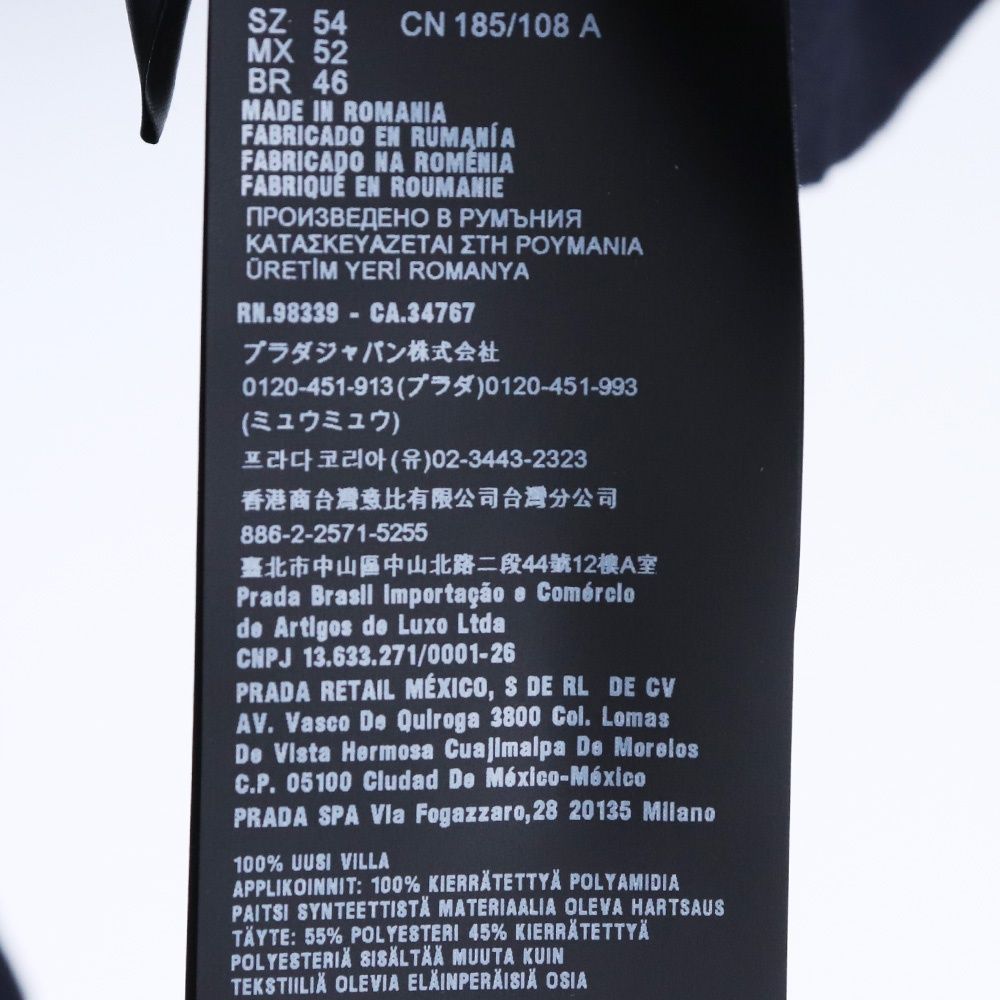 SZ 54 CN 185/108 A
MX 52
BR 46
MADE IN ROMANIA
FABRICADO EN RUMANÍA
FABRICADO NA ROMÉNIA
FABRIQUÉ EN ROUMANIE
ПРОИЗВЕДЕНО В РУМЪНИЯ
ΚΑΤΑΣΚΕΥΑΖΕΤΑΙ ΣΤΗ ΡΟΥΜΑΝΙΑ
ÜRETİM YERİ ROMANYA
RN.98339 - CA.34767
プラダジャパン株式会社
0120-451-913(プラダ)0120-451-993
(ミュウミュウ)
프라다코리아(유)02-3443-2323
香港商台灣意比有限公司台灣分公司
886-2-2571-5255
臺北市中山區中山北路二段44號12樓A室
Prada Brasil Importação e Comércio
de Artigos de Luxo Ltda
CNPJ 13.633.271/0001-26
PRADA RETAIL MÉXICO, S DE RL DE CV
AV. Vasco De Quiroga 3800 Col. Lomas
De Vista Hermosa Cuajimalpa De Morelos
C.P. 05100 Ciudad De México-México
PRADA SPA Via Fogazzaro,28 20135 Milano
100% UUSI VILLA
APPLIKOINNIT: 100% KIERRÄTETTYÄ POLYAMIDIA
PAITSI SYNTEETTISTÄ MATERIAALIA OLEVA HARTSAUS
TÄYTE: 55% POLYESTERI 45% KIERRÄTETTYÄ
POLYESTERIÄ SISÄLTÄÄ MUUTA KUIN
TEKSTIILIÄ OLEVIA ELÄINPERÄISIÄ OSIA